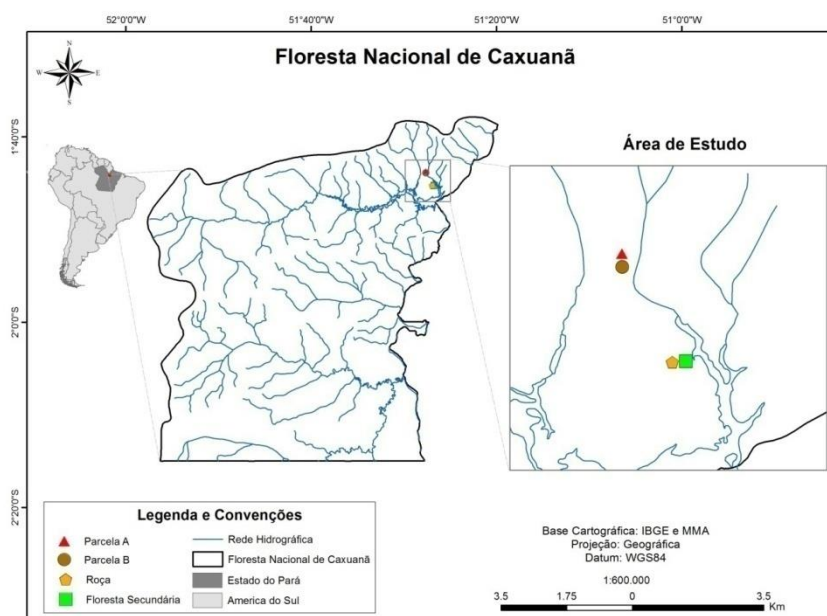 52°0'0"W
51°40'0"W
51°20'0"W
51°0'0"W
Floresta Nacional de Caxuanã
N
W
E
S
1°40'0"S
2°0'0"S
2°20'0"S
Área de Estudo
Legenda e Convenções
Parcela A
Parcela B
Roça
Floresta Secundária
Rede Hidrográfica
Floresta Nacional de Caxuanã
Estado do Pará
America do Sul
Base Cartográfica: IBGE e MMA
Projeção: Geográfica
Datum: WGS84
1:600.000
3.5
1.75
0
3.5
Km